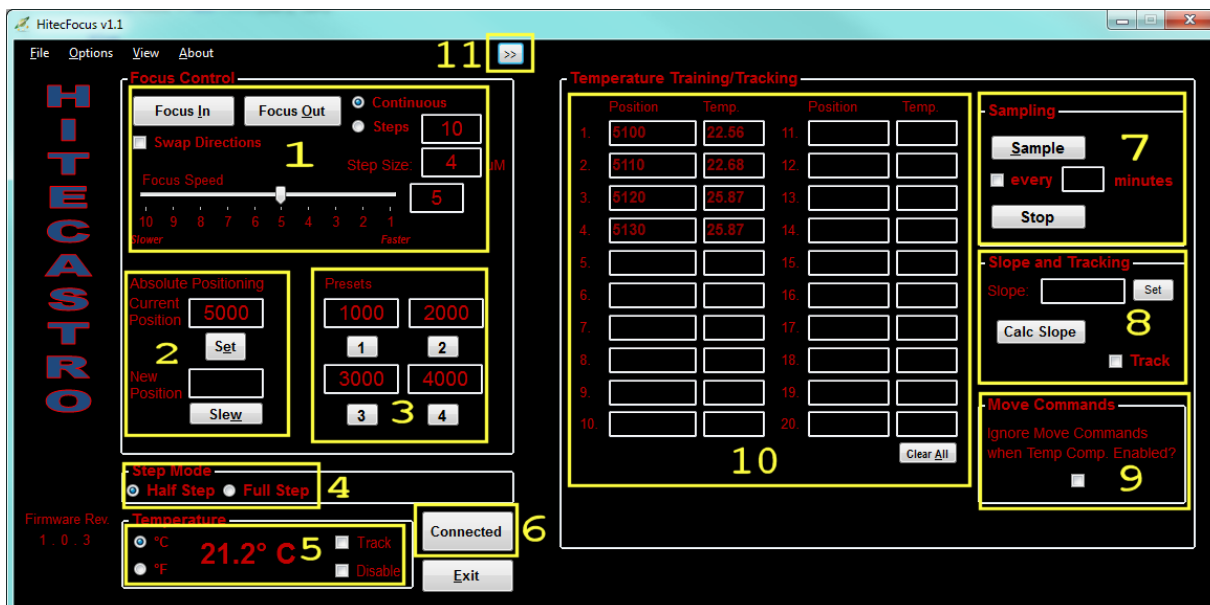 HitecFocus v1.1
File Options View About
11 >>
HITECASTRO
Focus Control
Focus In Focus Out Continuous
Steps 10
Swap Directions
1
Step Size: 4 uM
Focus Speed
5
10 9 8 7 6 5 4 3 2 1
Slower Faster
Absolute Positioning
Current Position 5000
Set
2
New Position
Slew
Presets
1000 2000
1 2
3000 4000
3 3 4
Step Mode
Half Step Full Step 4
Firmware Rev.
1.0.3
Temperature
°C 21.2° C 5 Track
°F Disable
Connected 6
Exit
Temperature Training/Tracking
Position Temp. Position Temp.
1. 5100 22.56 11.
2. 5110 22.68 12.
3. 5120 25.87 13.
4. 5130 25.87 14.
5. 15.
6. 16.
7. 17.
8. 18.
9. 19.
10. 20.
10 Clear All
Sampling
Sample 7
every minutes
Stop
Slope and Tracking
Slope: Set
Calc Slope 8
Track
Move Commands
Ignore Move Commands
when Temp Comp. Enabled?
9